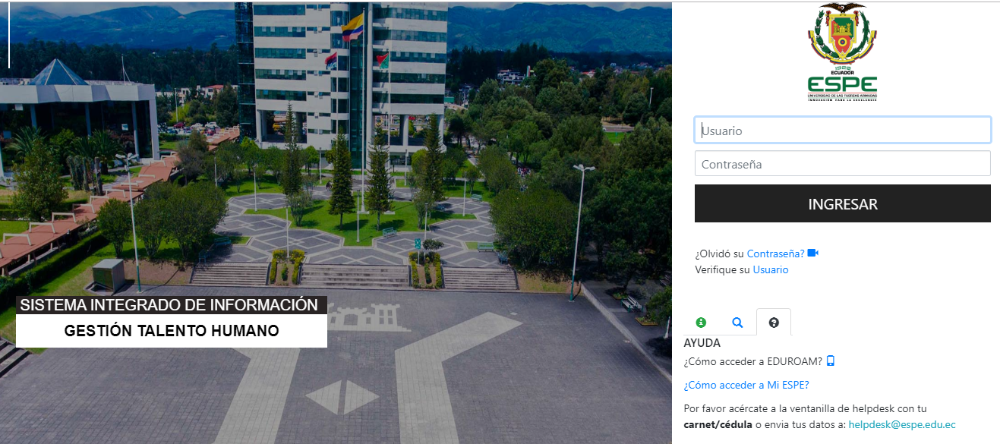 SISTEMA INTEGRADO DE INFORMACIÓN
GESTIÓN TALENTO HUMANO
1922
ECUADOR
ESPE
UNIVERSIDAD DE LAS FUERZAS ARMADAS
INNOVACIÓN PARA LA EXCELENCIA
Usuario
Contraseña
INGRESAR
¿Olvidó su Contraseña?
Verifique su Usuario
AYUDA
¿Cómo acceder a EDUROAM?
¿Cómo acceder a Mi ESPE?
Por favor acércate a la ventanilla de helpdesk con tu
carnet/cédula o envia tus datos a: helpdesk@espe.edu.ec